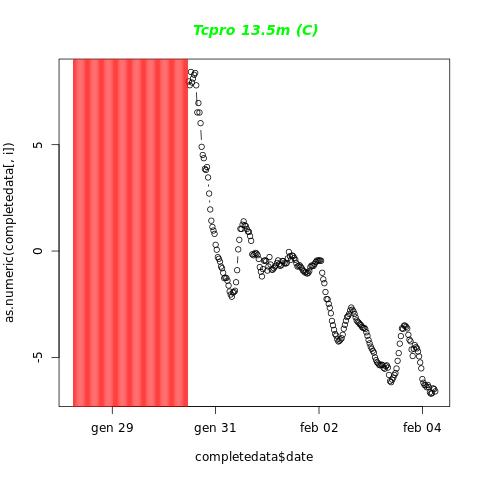 Tcpro 13.5m (C)
as.numeric(completedata[, i])
5
0
-5
gen 29
gen 31
feb 02
feb 04
completedata$date